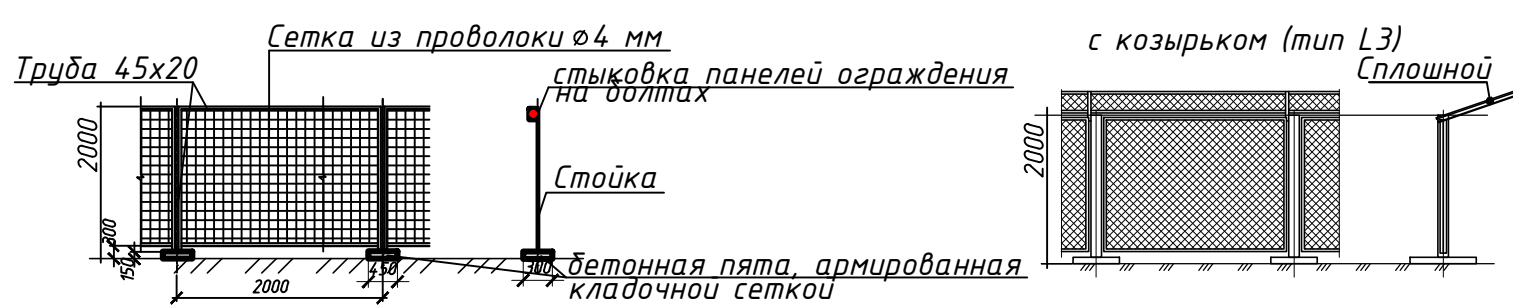 Сетка из проволоки ⌀4 мм
Труба 45х20
стыковка панелей ограждения
на болтах
Стойка
бетонная пята, армированная
кладочной сеткой
2000
300
150
450
2000
300
с козырьком (тип L3)
Сплошной
2000